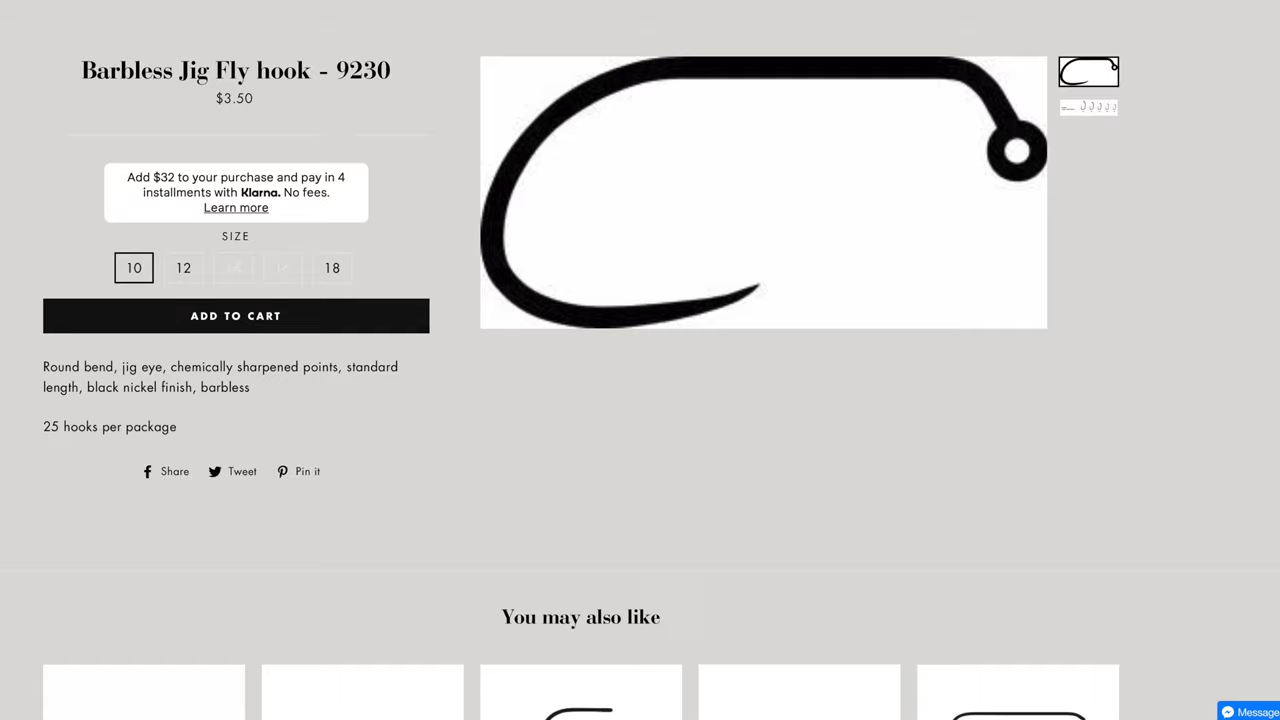 Barbless Jig Fly hook - 9230
$3.50
Add $32 to your purchase and pay in 4
installments with Klarna. No fees.
Learn more
SIZE
10 12 18
ADD TO CART
Round bend, jig eye, chemically sharpened points, standard
length, black nickel finish, barbless
25 hooks per package
Share Tweet Pin it
You may also like
Message